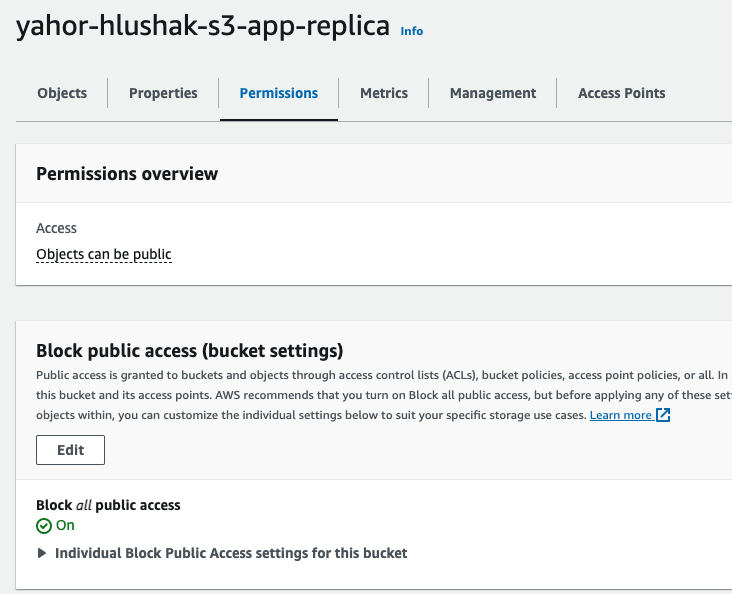 yahor-hlushak-s3-app-replica Info
Objects Properties Permissions Metrics Management Access Points
Permissions overview
Access
Objects can be public
Block public access (bucket settings)
Public access is granted to buckets and objects through access control lists (ACLs), bucket policies, access point policies, or all. In
this bucket and its access points. AWS recommends that you turn on Block all public access, but before applying any of these set
objects within, you can customize the individual settings below to suit your specific storage use cases. Learn more
Edit
Block all public access
On
Individual Block Public Access settings for this bucket